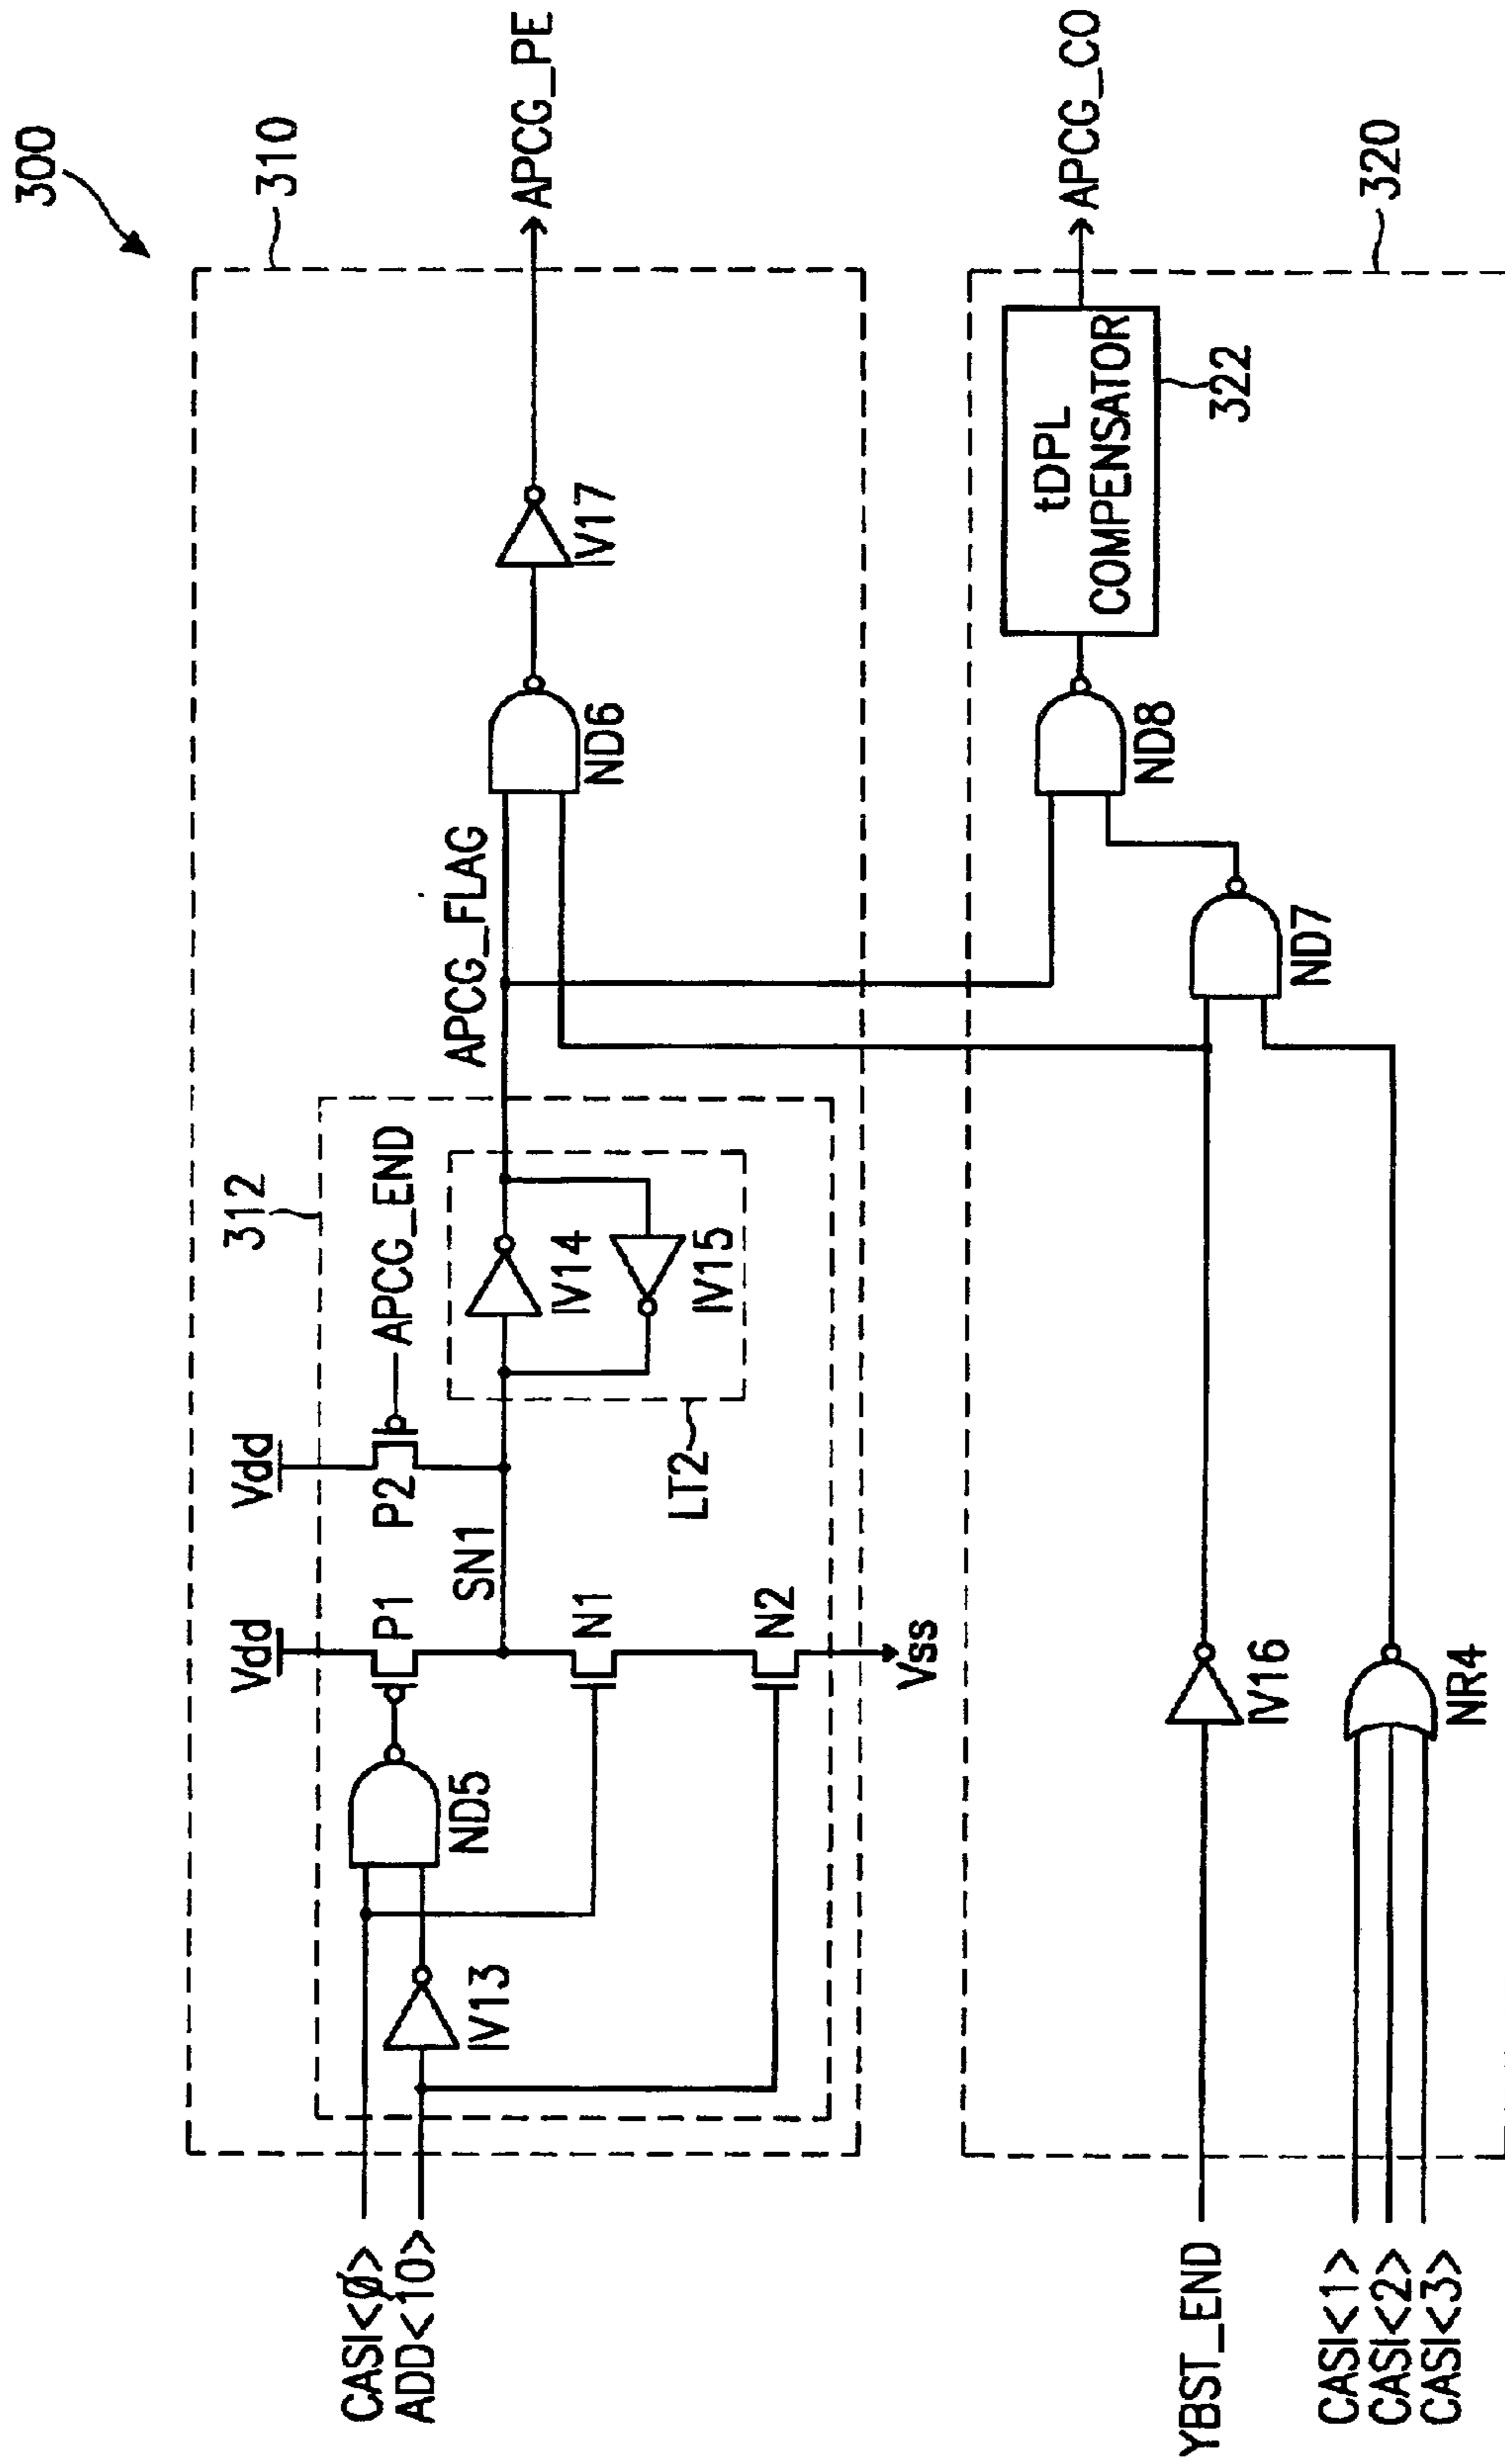 300
310
312
Vdd
Vdd
P1
P2
APCG_END
CASI<0>
ADD<10>
ND5
IV13
SN1
N1
N2
Vss
LT2
IV14
IV15
APCG_FLAG
ND6
IV17
APCG_PE
YBST_END
IV16
CASI<1>
CASI<2>
CASI<3>
NR4
ND7
ND8
tDPL
COMPENSATOR
322
APCG_CO
320